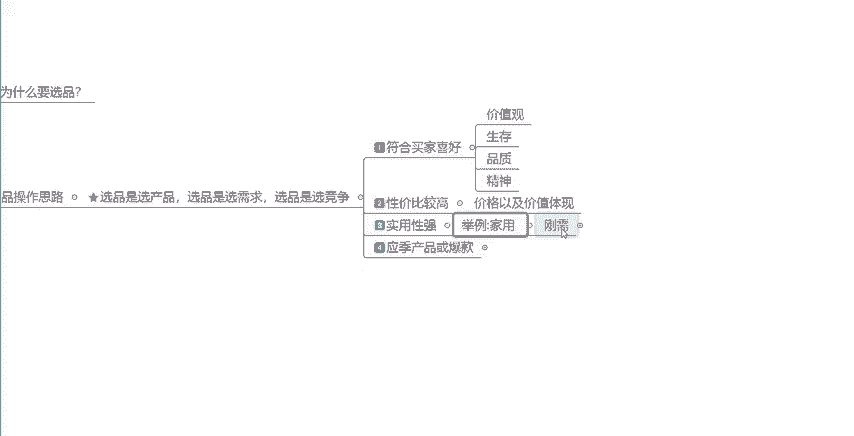 为什么要选品?
品操作思路 ★选品是选产品，选品是选需求，选品是选竞争
1 符合买家喜好
价值观
生存
品质
精神
2 性价比较高 价格以及价值体现
3 实用性强 举例:家用 刚需
4 应季产品或爆款